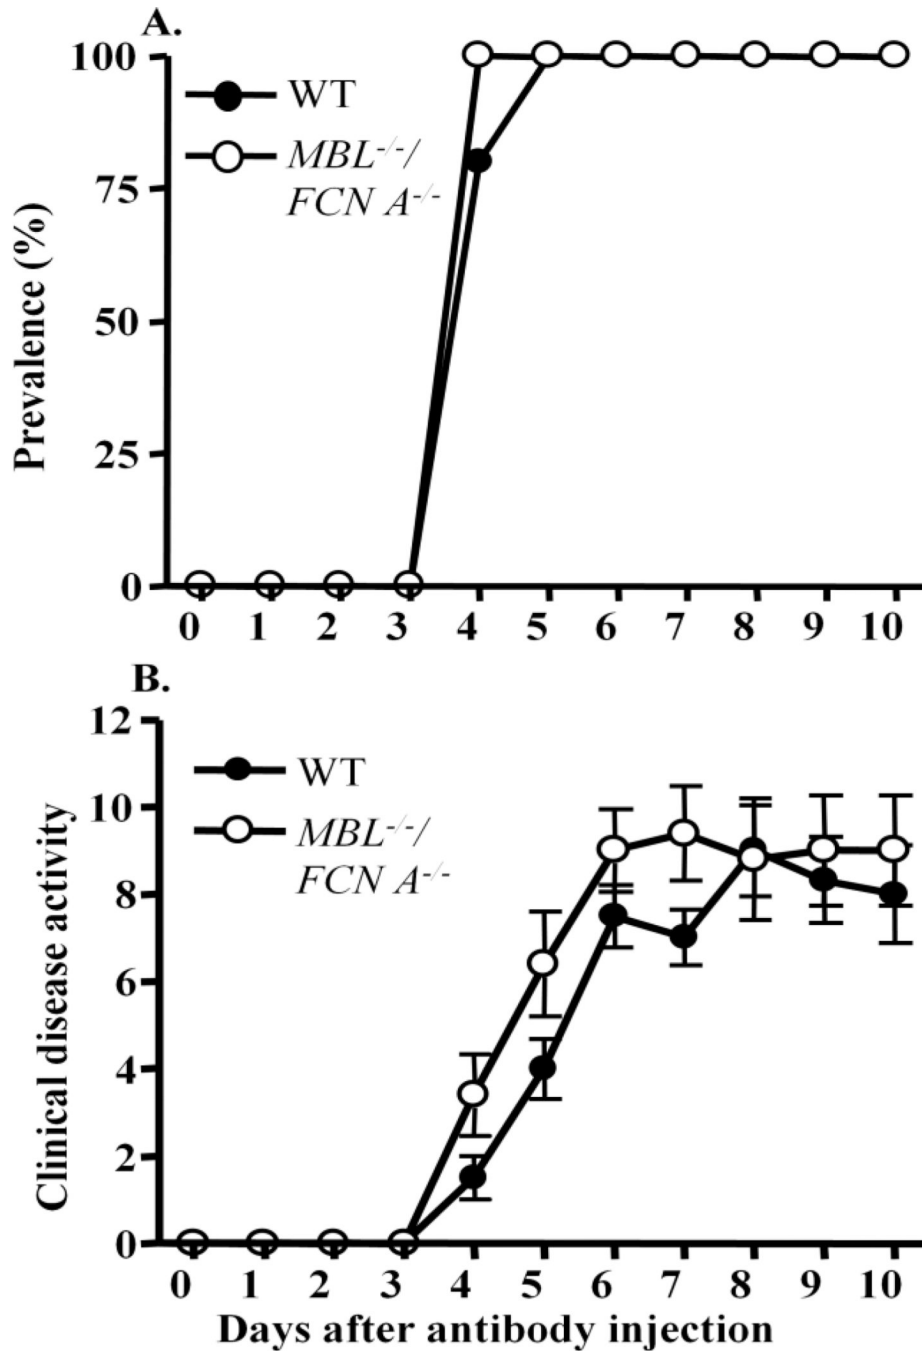 A.
100
75
50
25
0
Prevalence (%)
WT
MBL-/-/
FCN A-/-
0 1 2 3 4 5 6 7 8 9 10
B.
12
10
8
6
4
2
0
Clinical disease activity
WT
MBL-/-/
FCN A-/-
0 1 2 3 4 5 6 7 8 9 10
Days after antibody injection